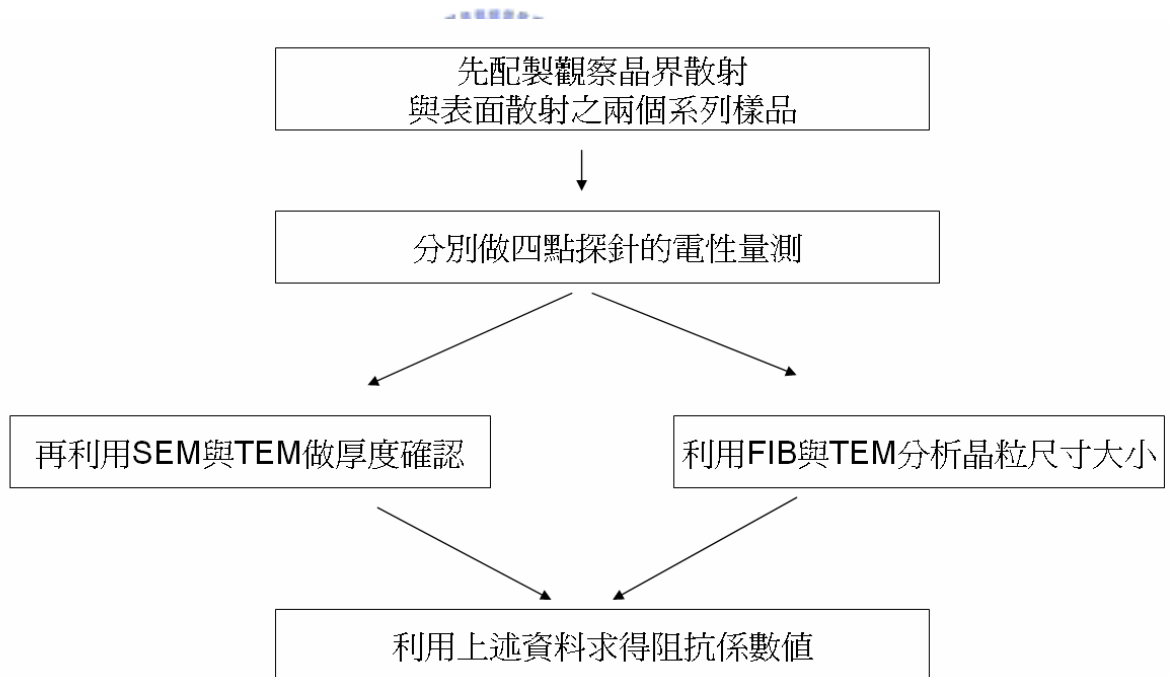 先配製觀察晶界散射
與表面散射之兩個系列樣品
分別做四點探針的電性量測
再利用SEM與TEM做厚度確認
利用FIB與TEM分析晶粒尺寸大小
利用上述資料求得阻抗係數值